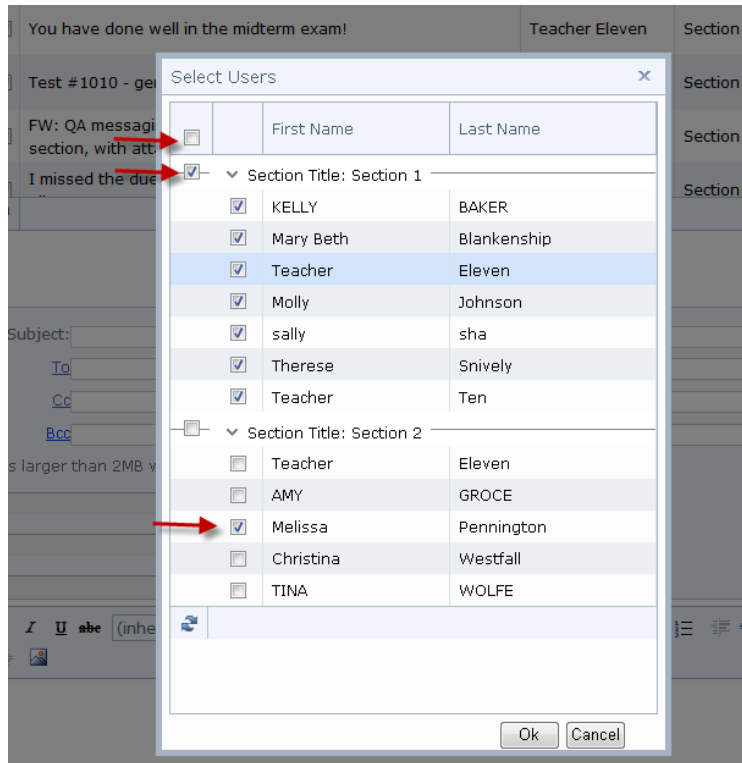 You have done well in the midterm exam! Teacher Eleven Section
Test #1010 - ge Section
FW: QA messagi
section, with att Section
I missed the due Section
Select Users
First Name Last Name
Section Title: Section 1
KELLY BAKER
Mary Beth Blankenship
Teacher Eleven
Molly Johnson
sally sha
Therese Snively
Teacher Ten
Section Title: Section 2
Teacher Eleven
AMY GROCE
Melissa Pennington
Christina Westfall
TINA WOLFE
Subject:
To
Cc
Bcc
s larger than 2MB
I U abc (inhe
Ok Cancel